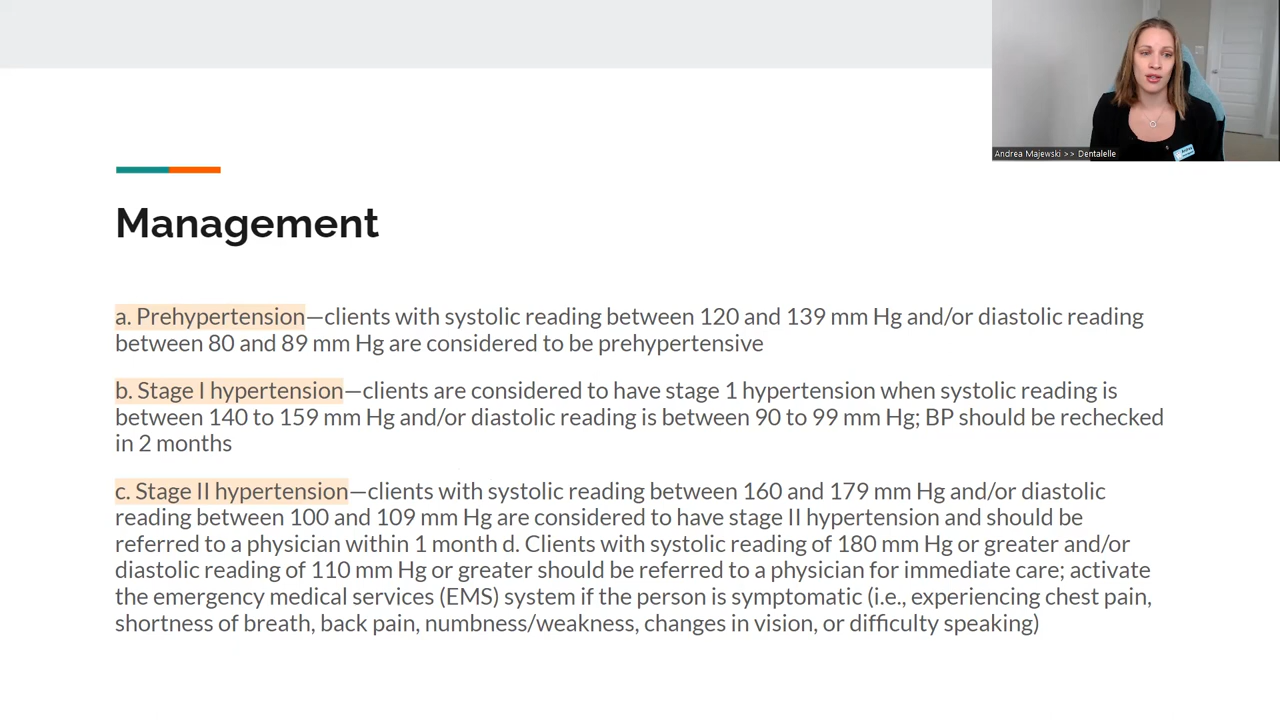 Andrea Majewski >> Dentalelle
Management
a. Prehypertension—clients with systolic reading between 120 and 139 mm Hg and/or diastolic reading
between 80 and 89 mm Hg are considered to be prehypertensive
b. Stage I hypertension—clients are considered to have stage 1 hypertension when systolic reading is
between 140 to 159 mm Hg and/or diastolic reading is between 90 to 99 mm Hg; BP should be rechecked
in 2 months
c. Stage II hypertension—clients with systolic reading between 160 and 179 mm Hg and/or diastolic
reading between 100 and 109 mm Hg are considered to have stage II hypertension and should be
referred to a physician within 1 month d. Clients with systolic reading of 180 mm Hg or greater and/or
diastolic reading of 110 mm Hg or greater should be referred to a physician for immediate care; activate
the emergency medical services (EMS) system if the person is symptomatic (i.e., experiencing chest pain,
shortness of breath, back pain, numbness/weakness, changes in vision, or difficulty speaking)